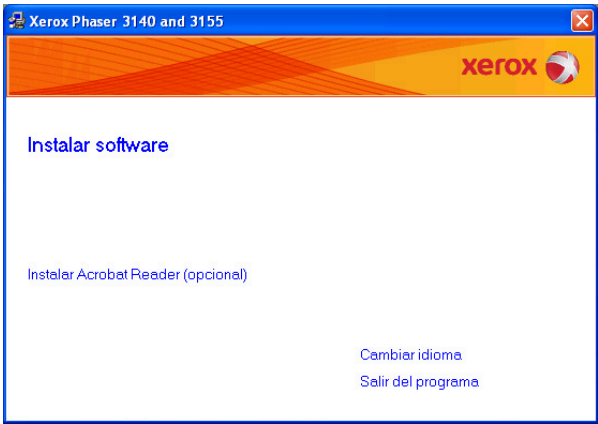 Xerox Phaser 3140 and 3155
xerox
Instalar software
Instalar Acrobat Reader (opcional)
Cambiar idioma
Salir del programa